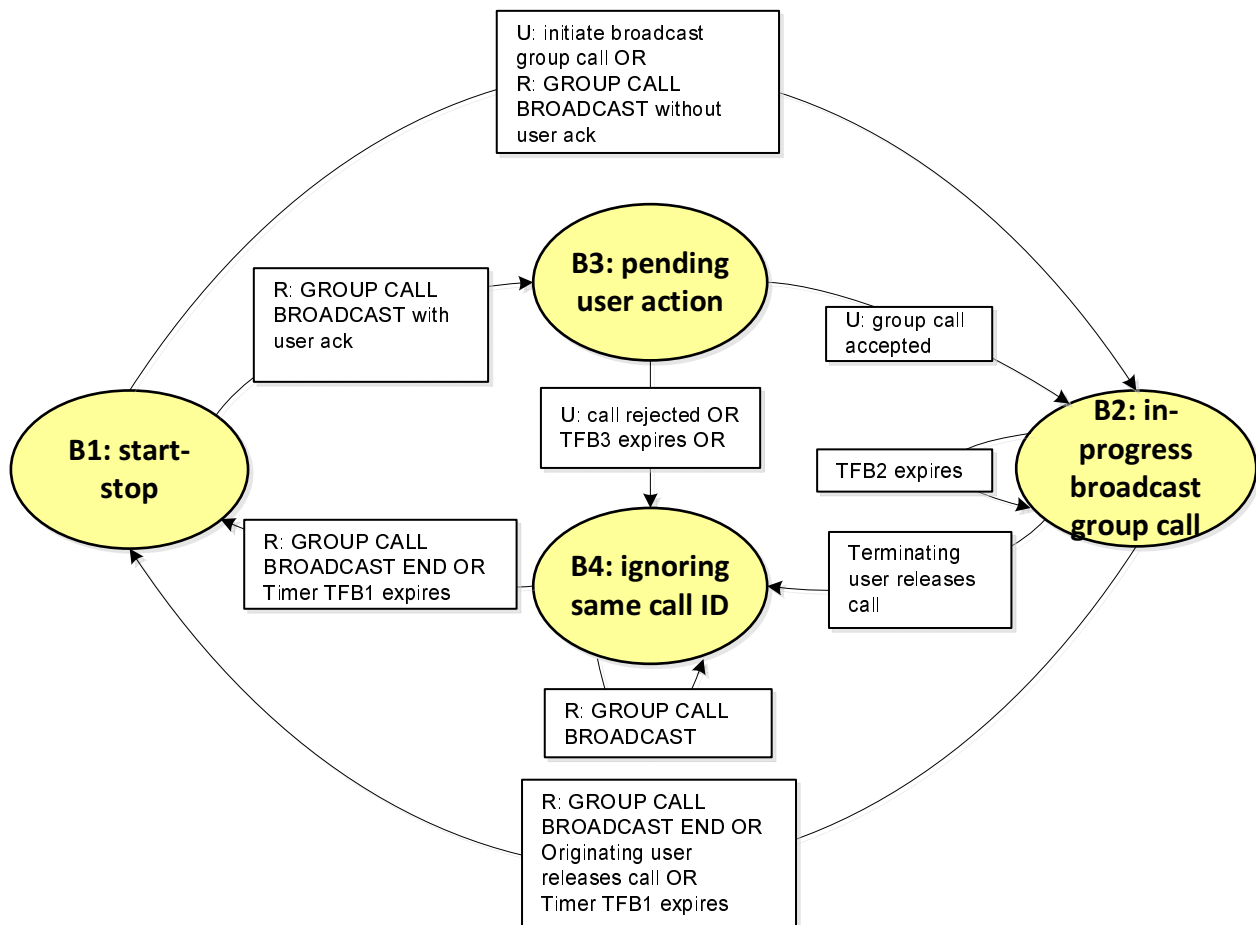 U: initiate broadcast
group call OR
R: GROUP CALL
BROADCAST without
user ack
B3: pending
user action
R: GROUP CALL
BROADCAST with
user ack
U: group call
accepted
B1: start-
stop
U: call rejected OR
TFB3 expires OR
B2: in-
progress
broadcast
group call
TFB2 expires
R: GROUP CALL
BROADCAST END OR
Timer TFB1 expires
B4: ignoring
same call ID
Terminating
user releases
call
R: GROUP CALL
BROADCAST
R: GROUP CALL
BROADCAST END OR
Originating user
releases call OR
Timer TFB1 expires